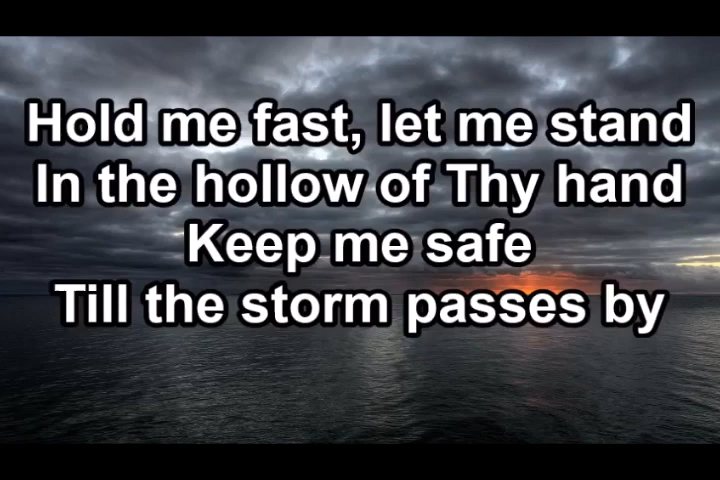 Hold me fast, let me stand
In the hollow of Thy hand
Keep me safe
Till the storm passes by